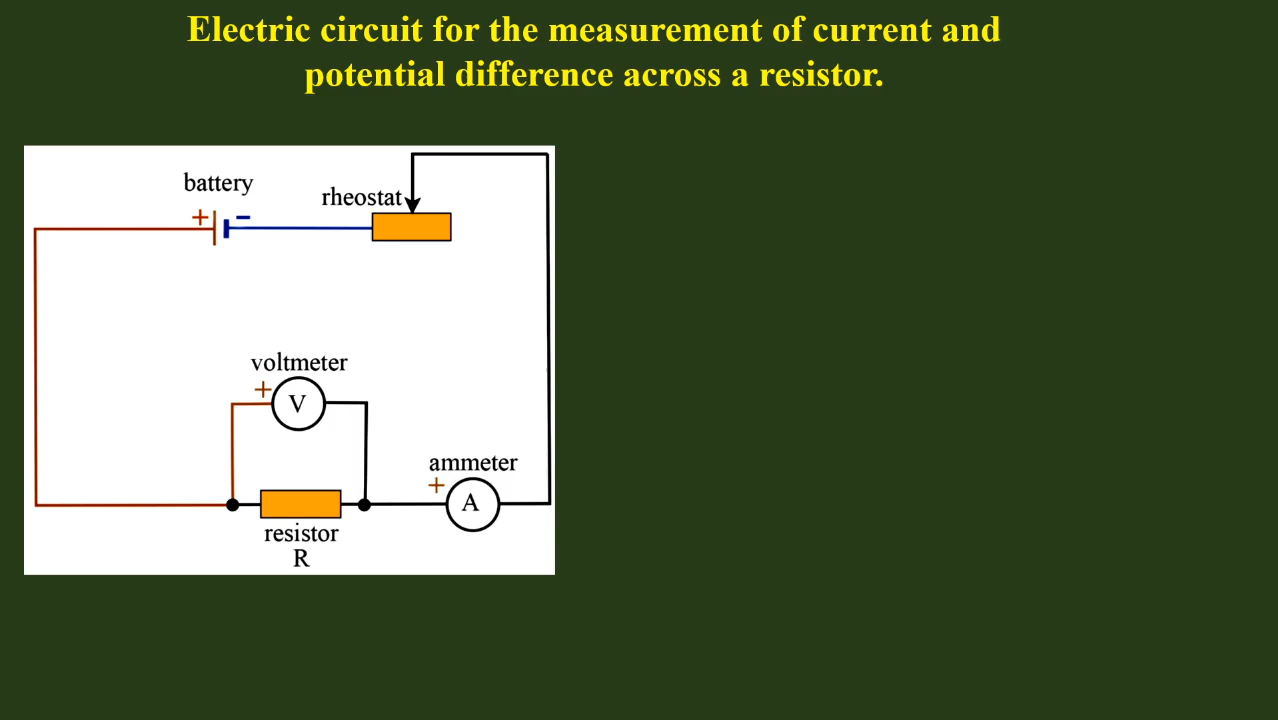 Electric circuit for the measurement of current and
potential difference across a resistor.
battery
rheostat
+ −
voltmeter
+
V
ammeter
+
A
resistor
R